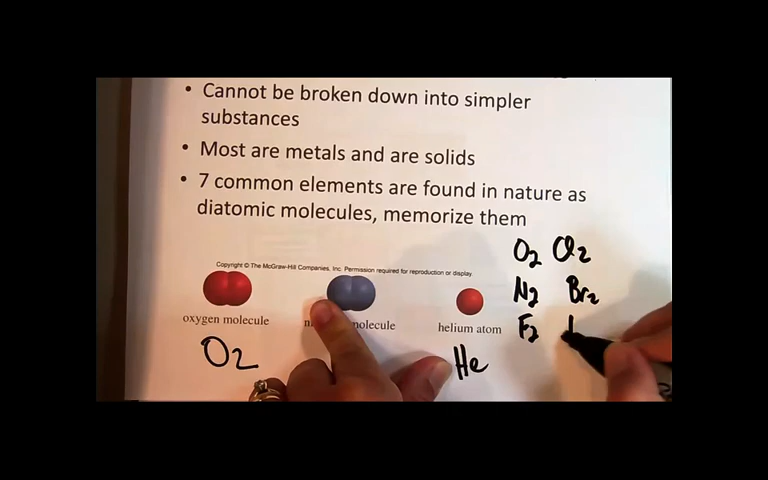 • Cannot be broken down into simpler
substances
• Most are metals and are solids
• 7 common elements are found in nature as
diatomic molecules, memorize them
O2 Cl2
Copyright © The McGraw-Hill Companies, Inc. Permission required for reproduction or display.
N2 Br2
oxygen molecule molecule helium atom
F2
O2 He